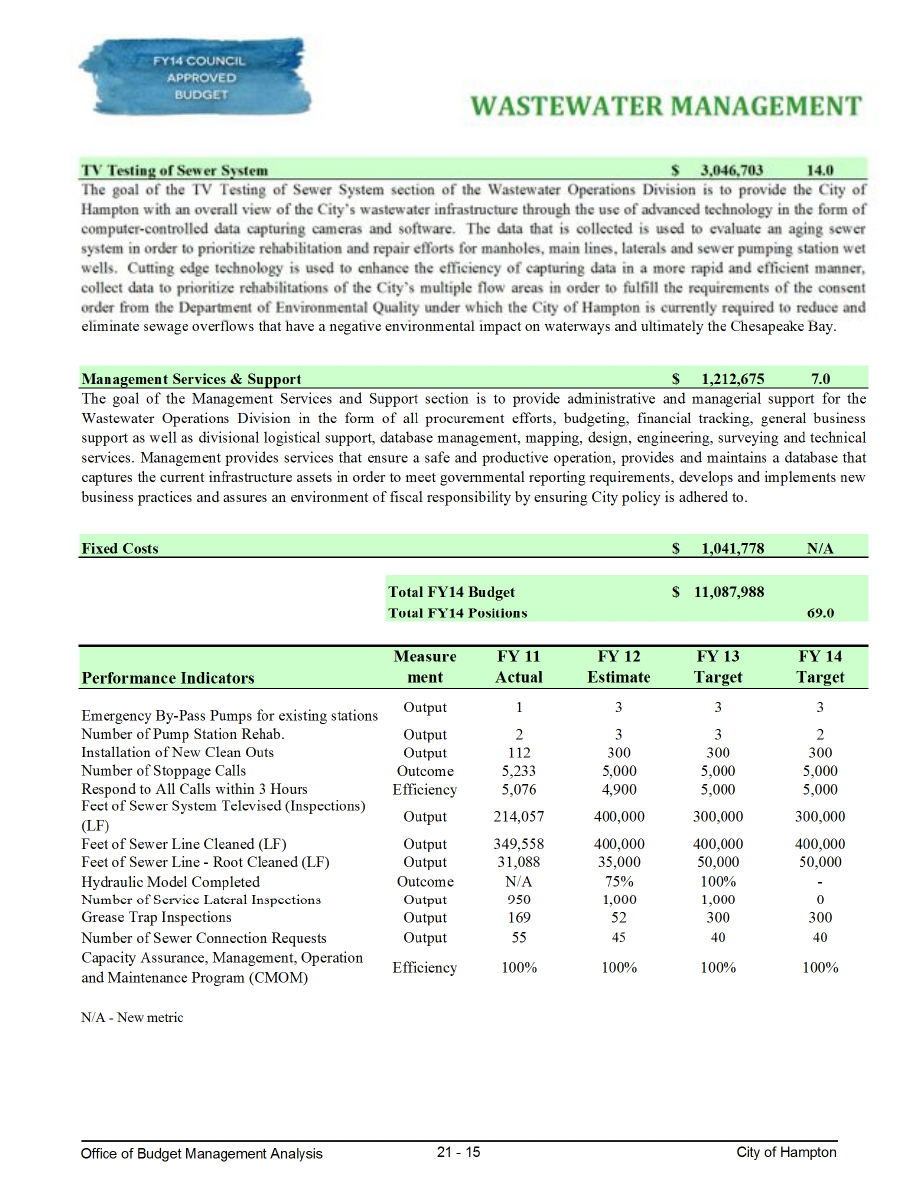 FY14 COUNCIL
APPROVED
BUDGET
WASTEWATER MANAGEMENT
TV Testing of Sewer System $ 3,046,703 14.0
The goal of the TV Testing of Sewer System section of the Wastewater Operations Division is to provide the City of
Hampton with an overall view of the City's wastewater infrastructure through the use of advanced technology in the form of
computer-controlled data capturing cameras and software. The data that is collected is used to evaluate an aging sewer
system in order to prioritize rehabilitation and repair efforts for manholes, main lines, laterals and sewer pumping station wet
wells. Cutting edge technology is used to enhance the efficiency of capturing data in a more rapid and efficient manner,
collect data to prioritize rehabilitations of the City's multiple flow areas in order to fulfill the requirements of the consent
order from the Department of Environmental Quality under which the City of Hampton is currently required to reduce and
eliminate sewage overflows that have a negative environmental impact on waterways and ultimately the Chesapeake Bay.
Management Services & Support $ 1,212,675 7.0
The goal of the Management Services and Support section is to provide administrative and managerial support for the
Wastewater Operations Division in the form of all procurement efforts, budgeting, financial tracking, general business
support as well as divisional logistical support, database management, mapping, design, engineering, surveying and technical
services. Management provides services that ensure a safe and productive operation, provides and maintains a database that
captures the current infrastructure assets in order to meet governmental reporting requirements, develops and implements new
business practices and assures an environment of fiscal responsibility by ensuring City policy is adhered to.
Fixed Costs $ 1,041,778 N/A
Total FY14 Budget $ 11,087,988
Total FY14 Positions 69.0
Measure FY 11 FY 12 FY 13 FY 14
Performance Indicators ment Actual Estimate Target Target
Emergency By-Pass Pumps for existing stations Output 1 3 3 3
Number of Pump Station Rehab. Output 2 3 3 2
Installation of New Clean Outs Output 112 300 300 300
Number of Stoppage Calls Outcome 5,233 5,000 5,000 5,000
Respond to All Calls within 3 Hours Efficiency 5,076 4,900 5,000 5,000
Feet of Sewer System Televised (Inspections)
(LF) Output 214,057 400,000 300,000 300,000
Feet of Sewer Line Cleaned (LF) Output 349,558 400,000 400,000 400,000
Feet of Sewer Line - Root Cleaned (LF) Output 31,088 35,000 50,000 50,000
Hydraulic Model Completed Outcome N/A 75% 100% -
Number of Service Lateral Inspections Output 950 1,000 1,000 0
Grease Trap Inspections Output 169 52 300 300
Number of Sewer Connection Requests Output 55 45 40 40
Capacity Assurance, Management, Operation
and Maintenance Program (CMOM) Efficiency 100% 100% 100% 100%
N/A - New metric
Office of Budget Management Analysis 21 - 15 City of Hampton